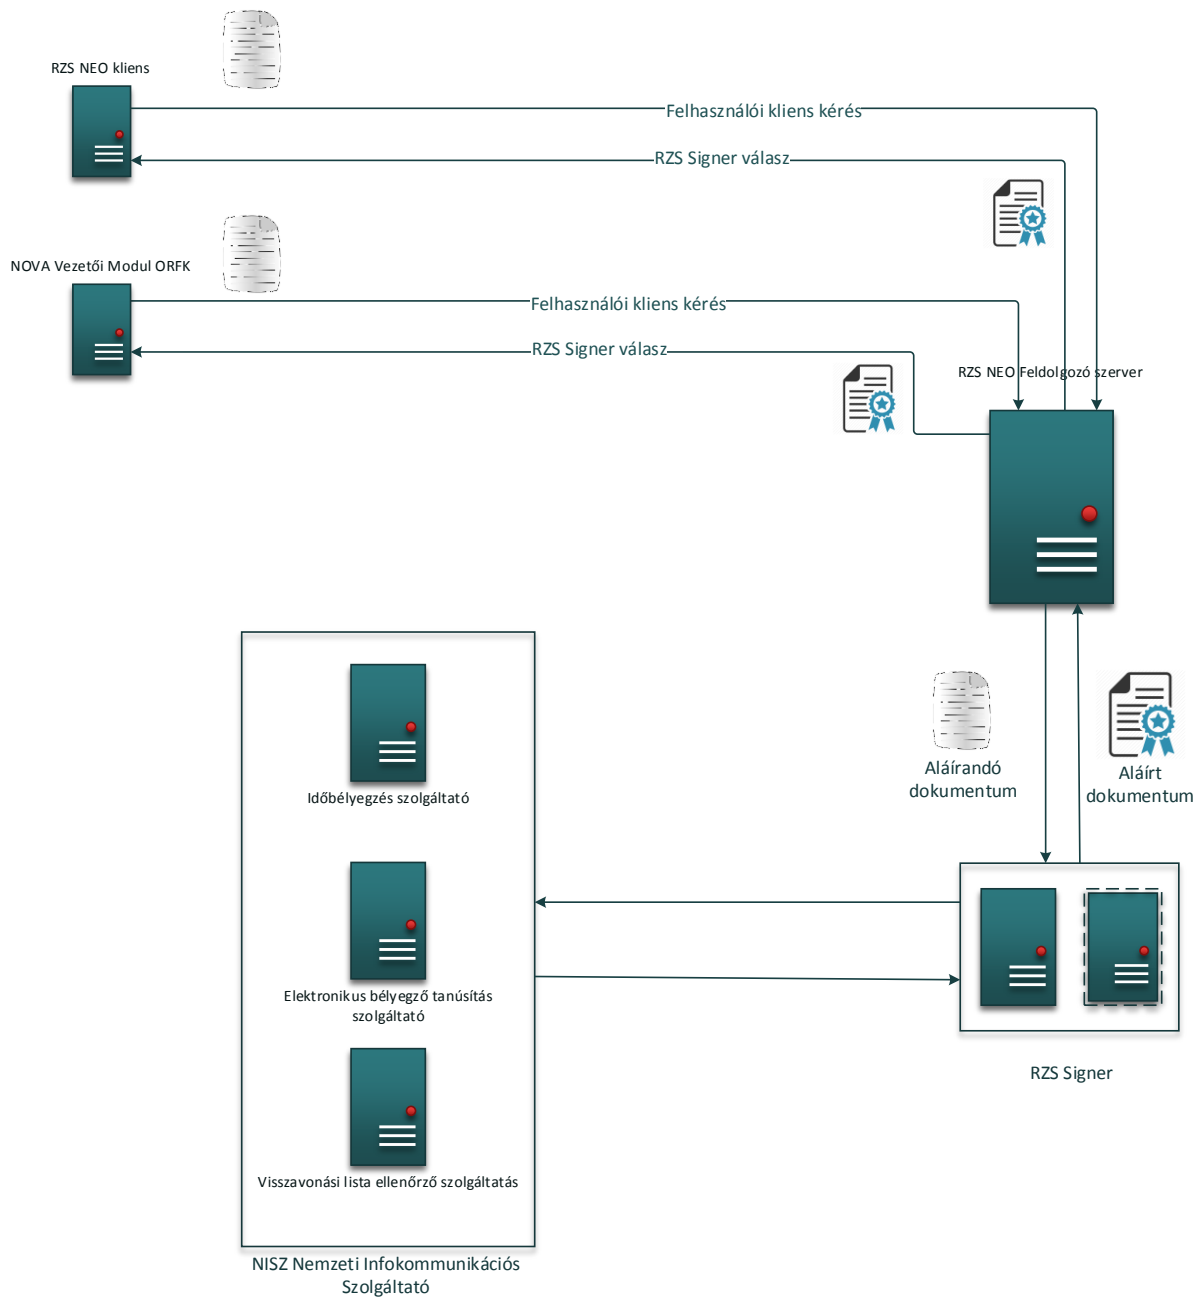 RZS NEO kliens
Felhasználói kliens kérés
RZS Signer válasz
NOVA Vezetői Modul ORFK
Felhasználói kliens kérés
RZS Signer válasz
RZS NEO Feldolgozó szerver
Aláírandó
dokumentum
Aláírt
dokumentum
Időbélyegzés szolgáltató
Elektronikus bélyegző tanúsítás
szolgáltató
RZS Signer
Visszavonási lista ellenőrző szolgáltatás
NISZ Nemzeti Infokommunikációs
Szolgáltató